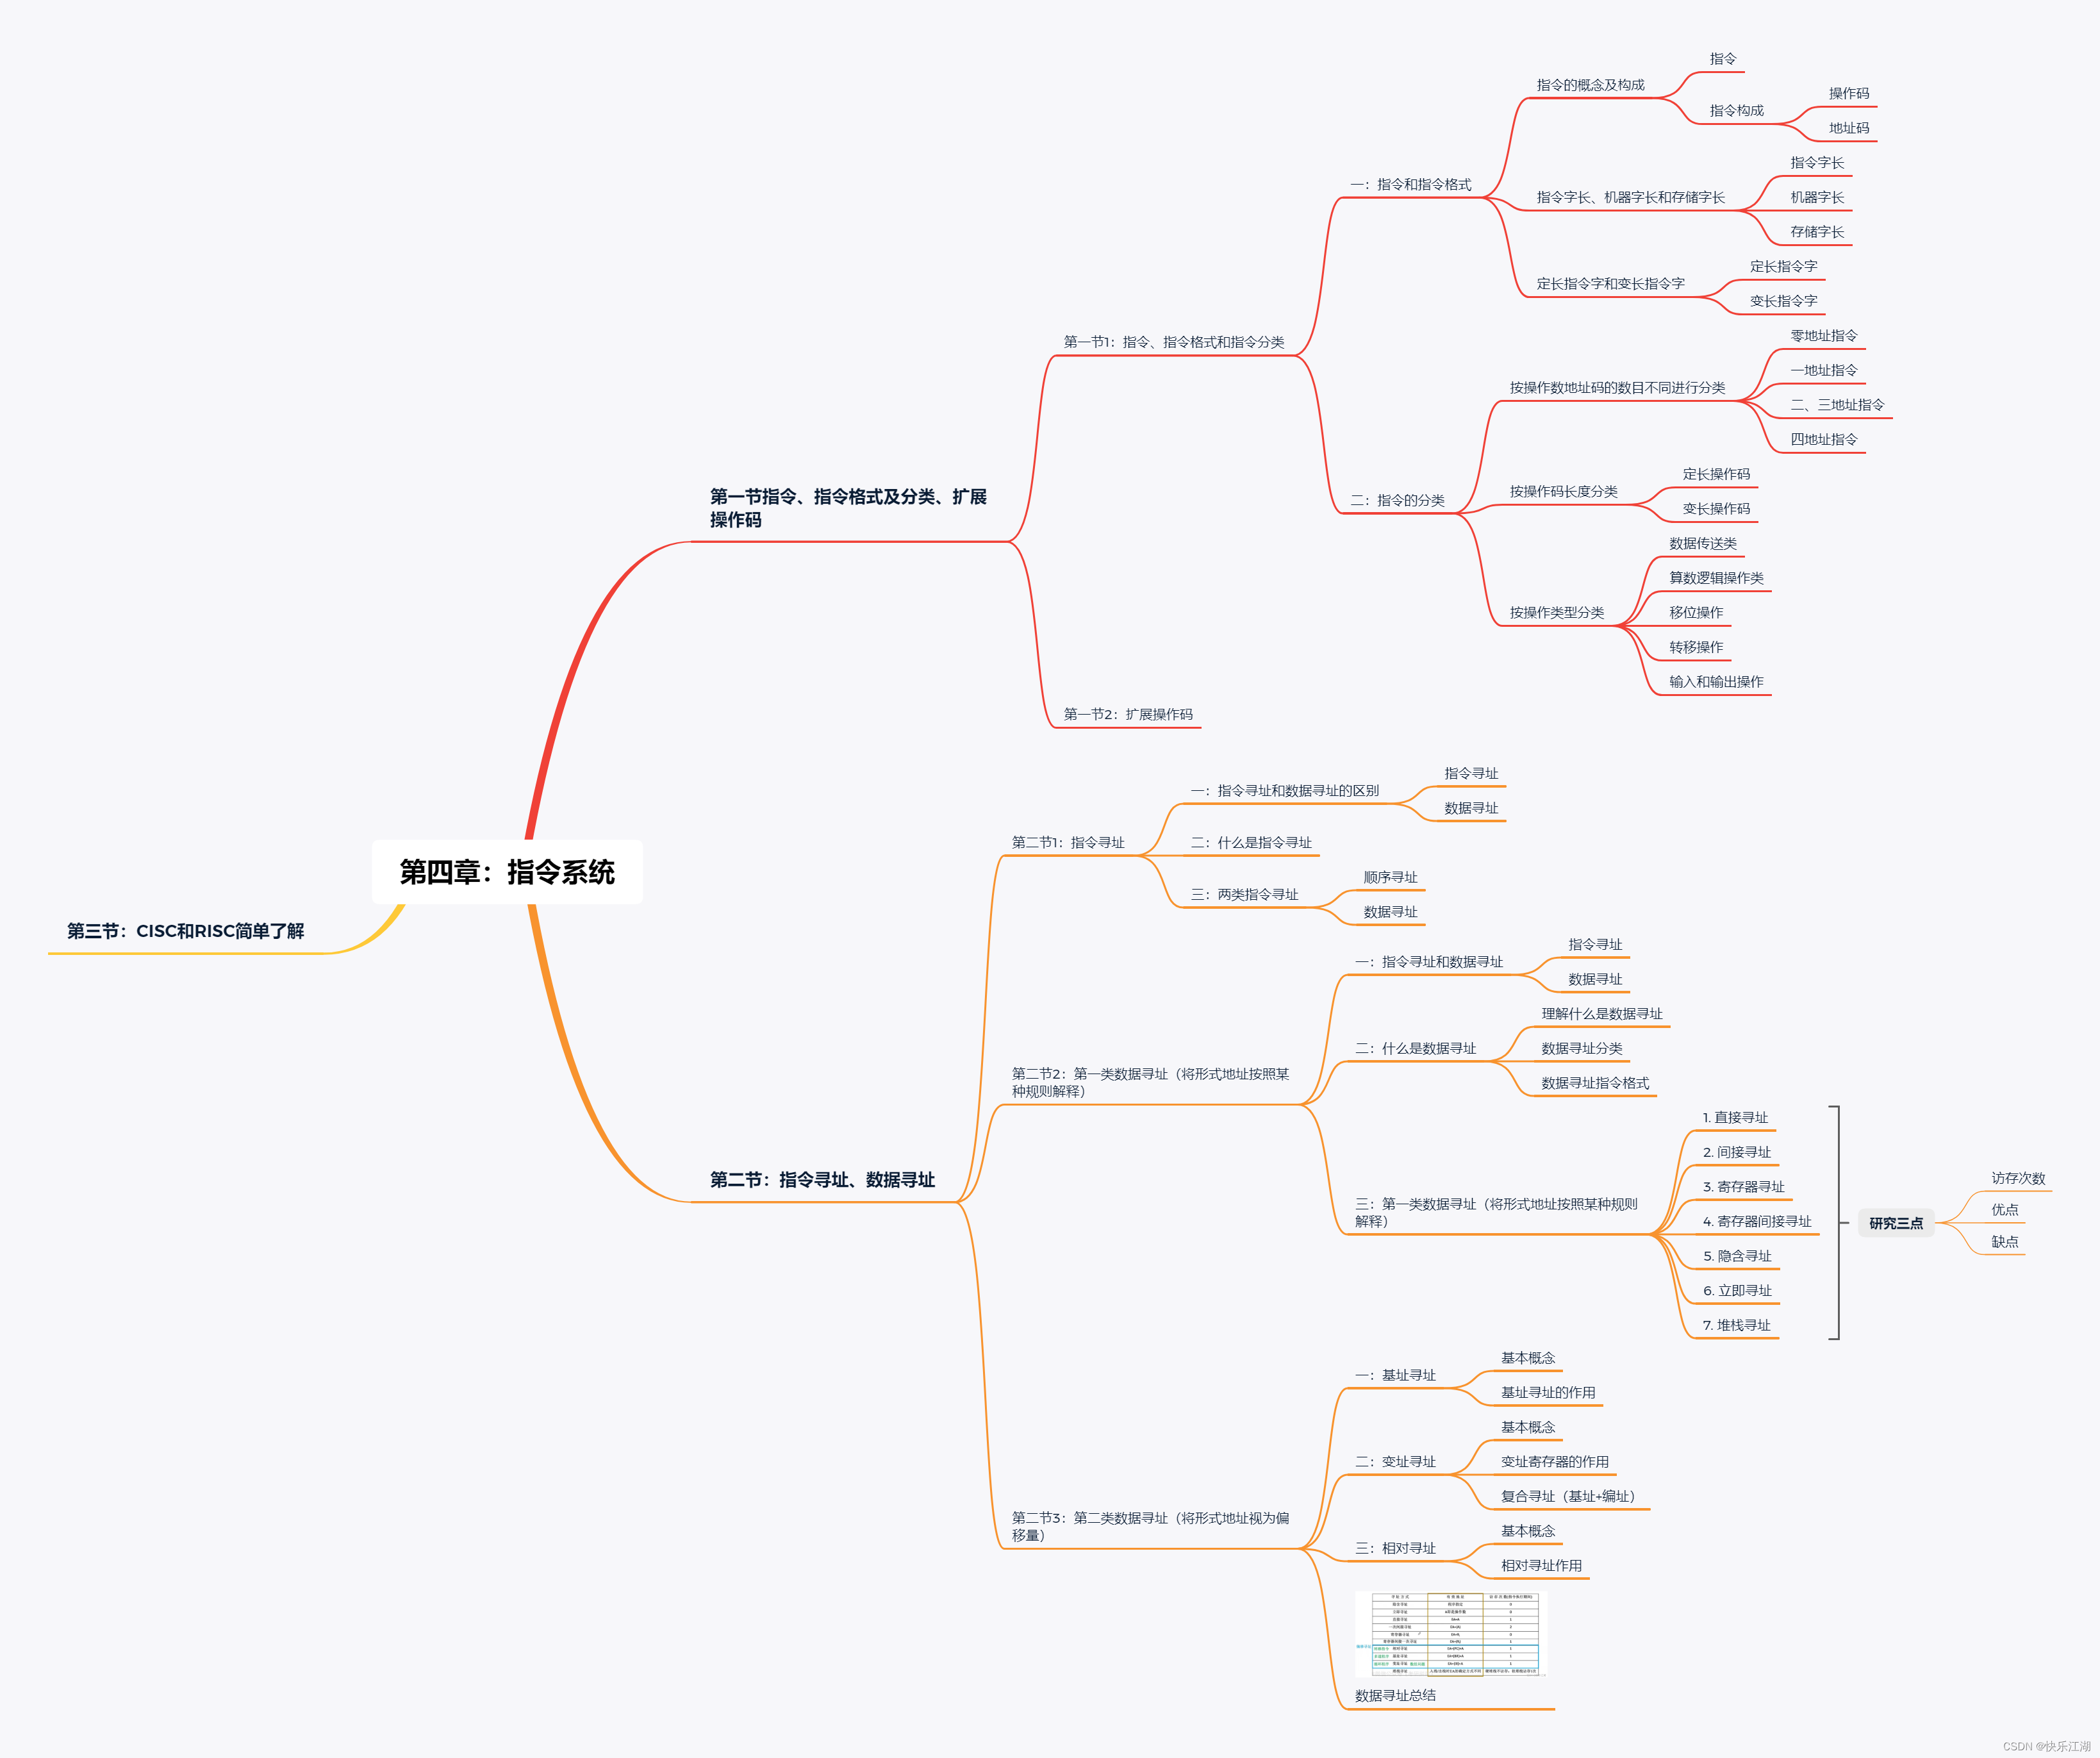 第四章：指令系统
第一节指令、指令格式及分类、扩展
操作码
第一节1：指令、指令格式和指令分类
一：指令和指令格式
指令的概念及构成
指令
指令构成
操作码
地址码
指令字长、机器字长和存储字长
指令字长
机器字长
存储字长
定长指令字和变长指令字
定长指令字
变长指令字
二：指令的分类
按操作数地址码的数目不同进行分类
零地址指令
一地址指令
二、三地址指令
四地址指令
按操作码长度分类
定长操作码
变长操作码
按操作类型分类
数据传送类
算数逻辑操作类
移位操作
转移操作
输入和输出操作
第一节2：扩展操作码
第二节：指令寻址、数据寻址
第二节1：指令寻址
一：指令寻址和数据寻址的区别
指令寻址
数据寻址
二：什么是指令寻址
三：两类指令寻址
顺序寻址
数据寻址
第二节2：第一类数据寻址（将形式地址按照某
种规则解释）
一：指令寻址和数据寻址
指令寻址
数据寻址
二：什么是数据寻址
理解什么是数据寻址
数据寻址分类
数据寻址指令格式
三：第一类数据寻址（将形式地址按照某种规则
解释）
1. 直接寻址
2. 间接寻址
3. 寄存器寻址
4. 寄存器间接寻址
5. 隐含寻址
6. 立即寻址
7. 堆栈寻址
研究三点
访存次数
优点
缺点
第二节3：第二类数据寻址（将形式地址视为偏
移量）
一：基址寻址
基本概念
基址寻址的作用
二：变址寻址
基本概念
变址寄存器的作用
复合寻址（基址+编址）
三：相对寻址
基本概念
相对寻址作用
数据寻址总结
第三节：CISC和RISC简单了解
CSDN @快乐江湖